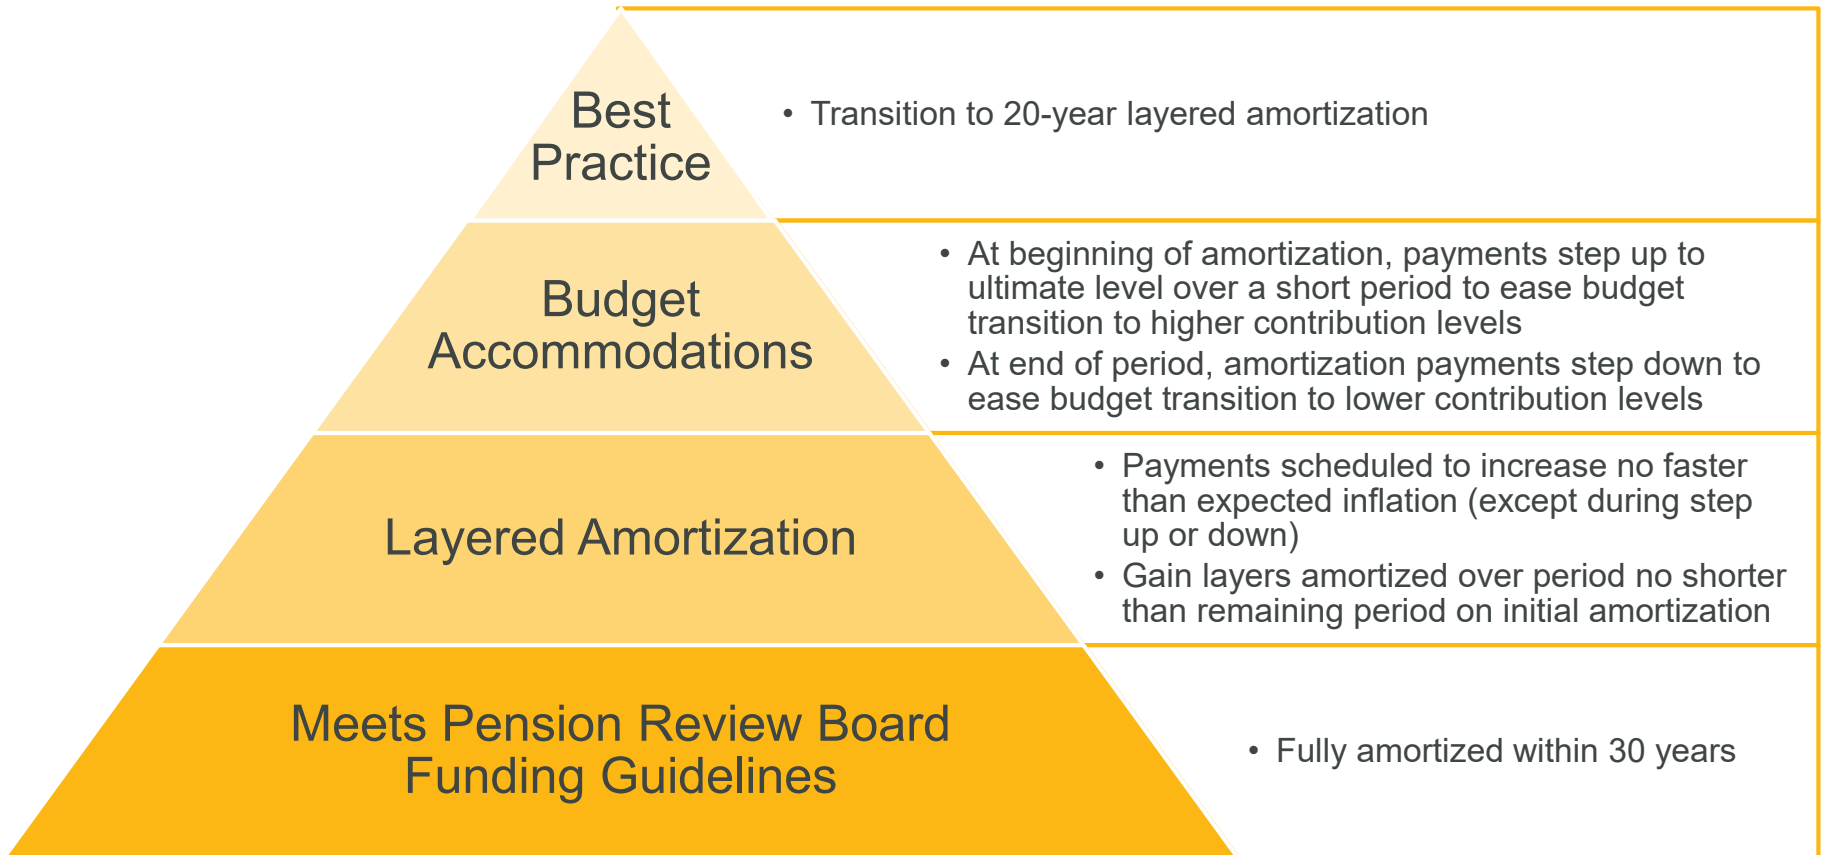 Best
Practice
• Transition to 20-year layered amortization
Budget
Accommodations
• At beginning of amortization, payments step up to
ultimate level over a short period to ease budget
transition to higher contribution levels
• At end of period, amortization payments step down to
ease budget transition to lower contribution levels
Layered Amortization
• Payments scheduled to increase no faster
than expected inflation (except during step
up or down)
• Gain layers amortized over period no shorter
than remaining period on initial amortization
Meets Pension Review Board
Funding Guidelines
• Fully amortized within 30 years